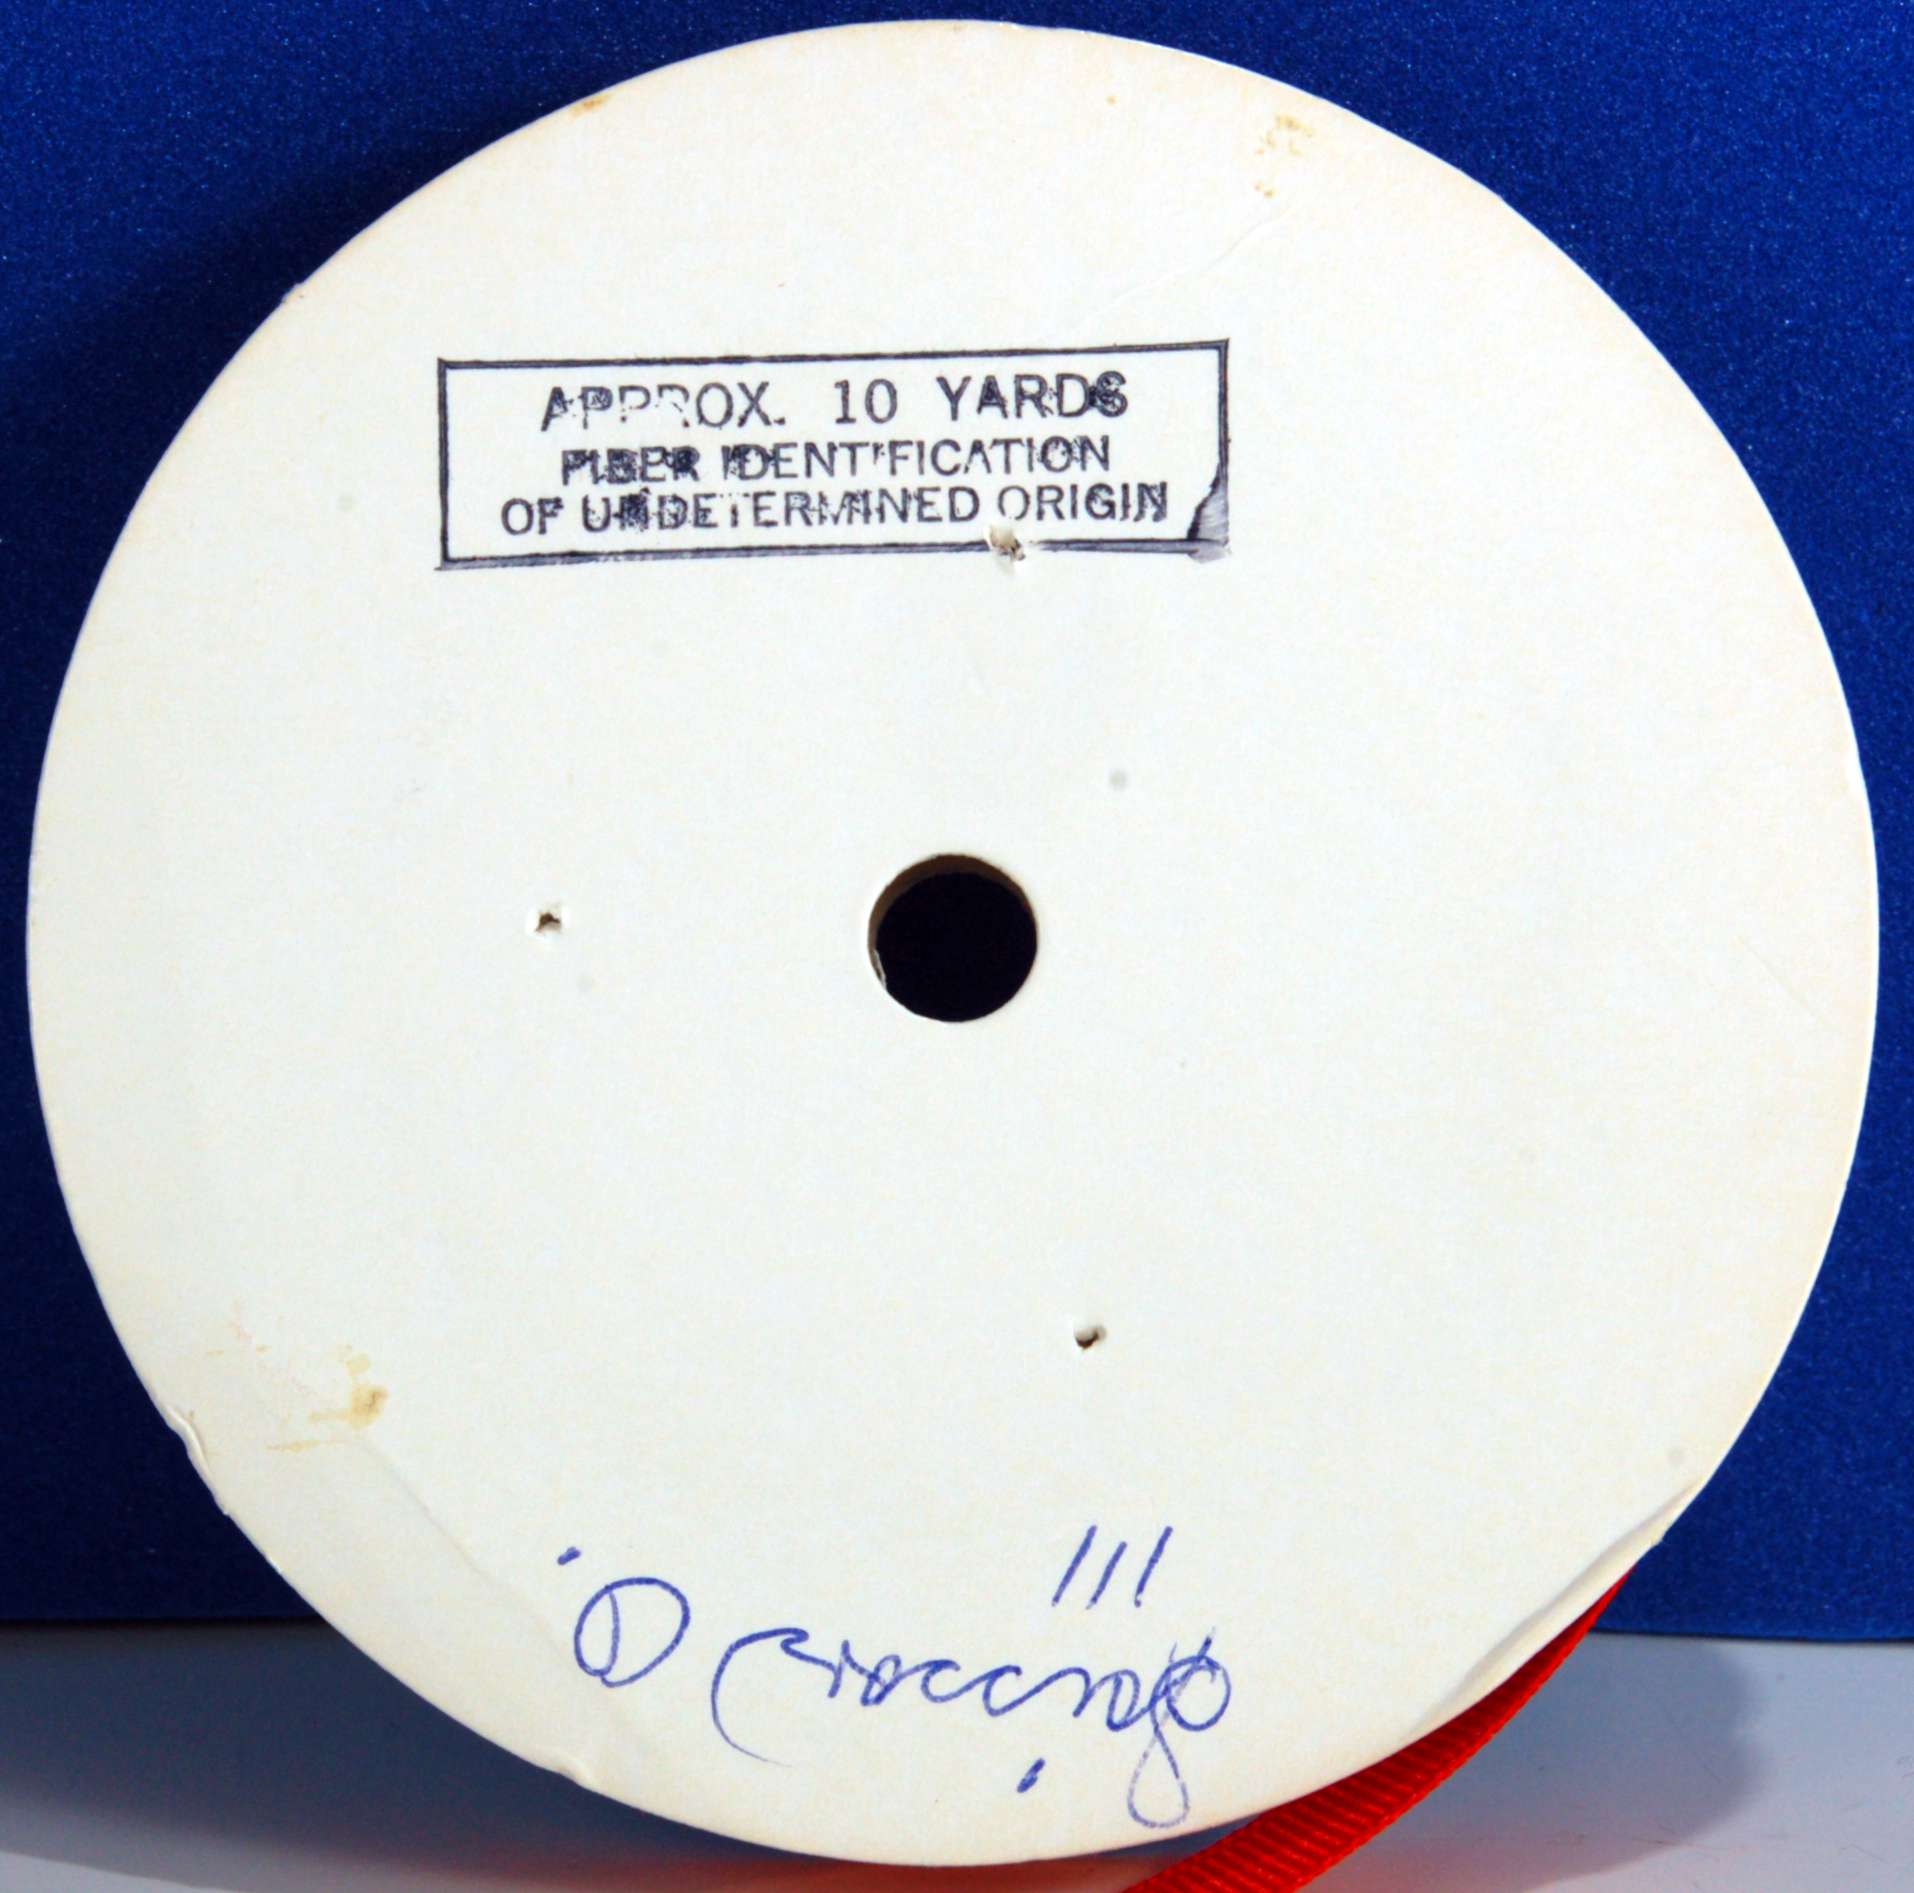 APPROX. 10 YARDS
FIBER IDENTIFICATION
OF UNDETERMINED ORIGIN